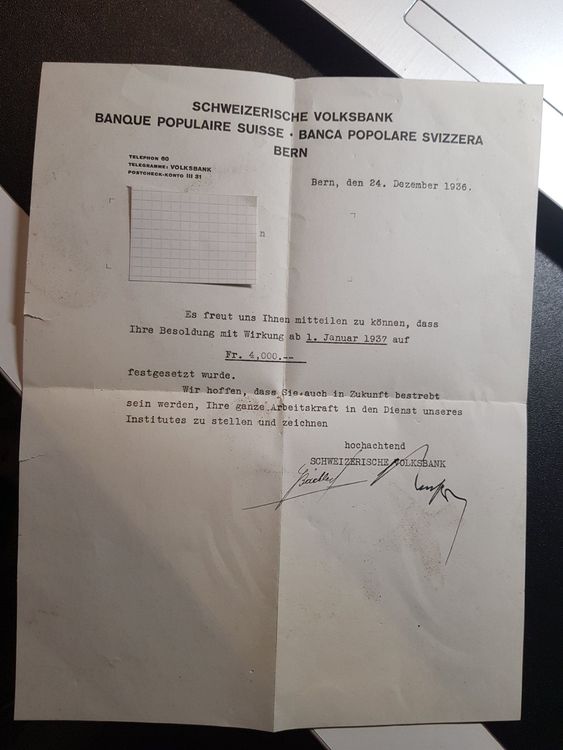 SCHWEIZERISCHE VOLKSBANK
BANQUE POPULAIRE SUISSE · BANCA POPOLARE SVIZZERA
BERN
TELEPHON 60
TELEGRAMME: VOLKSBANK
POSTCHECK-KONTO III 31
Bern, den 24. Dezember 1936.
n
Es freut uns Ihnen mitteilen zu können, dass
Ihre Besoldung mit Wirkung ab 1. Januar 1937 auf
Fr. 4,000.--
festgesetzt wurde.
Wir hoffen, dass Sie auch in Zukunft bestrebt
sein werden, Ihre ganze Arbeitskraft in den Dienst unseres
Institutes zu stellen und zeichnen
hochachtend
SCHWEIZERISCHE VOLKSBANK